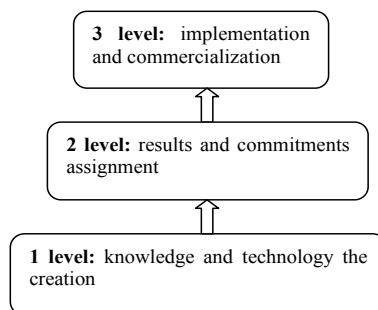 3 level: implementation
and commercialization
2 level: results and commitments
assignment
1 level: knowledge and technology the
creation